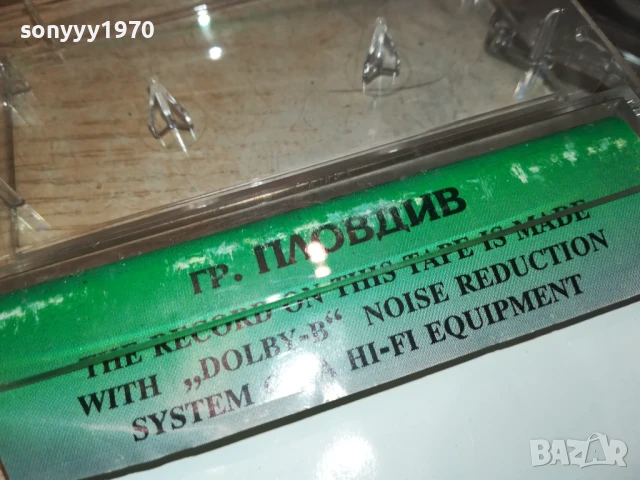 sonyyy1970
гр. ПЛОВДИВ
THE RECORD ON THIS TAPE IS MADE
WITH „DOLBY-B“ NOISE REDUCTION
SYSTEM A HI-FI EQUIPMENT
BAZAR